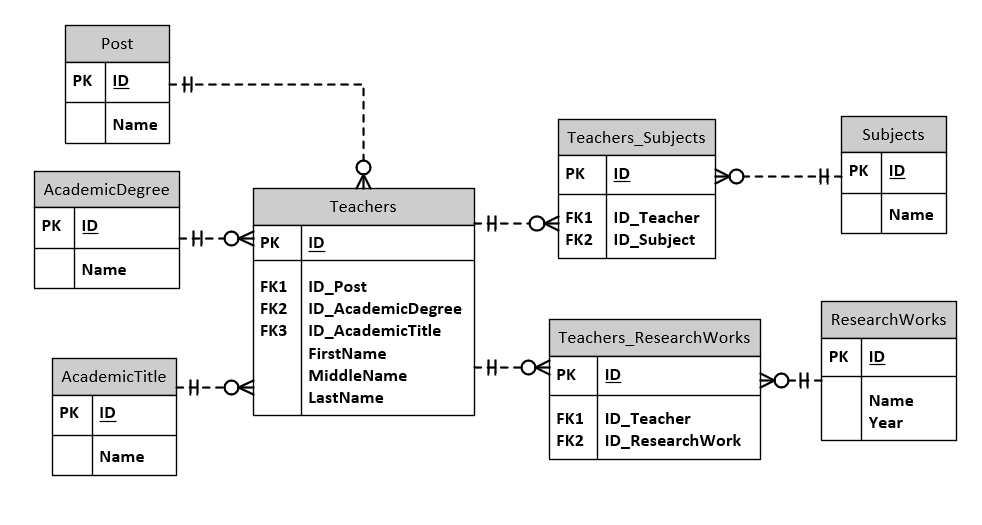 Post
PK ID
Name
AcademicDegree
PK ID
Name
AcademicTitle
PK ID
Name
Teachers
PK ID
FK1 ID_Post
FK2 ID_AcademicDegree
FK3 ID_AcademicTitle
FirstName
MiddleName
LastName
Teachers_Subjects
PK ID
FK1 ID_Teacher
FK2 ID_Subject
Subjects
PK ID
Name
Teachers_ResearchWorks
PK ID
FK1 ID_Teacher
FK2 ID_ResearchWork
ResearchWorks
PK ID
Name
Year